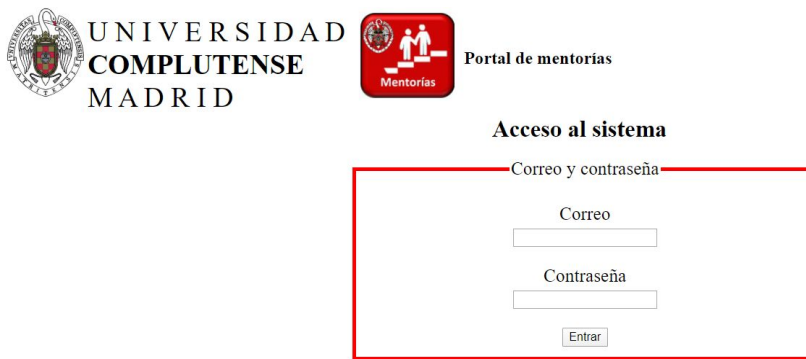 UNIVERSIDAD
COMPLUTENSE
MADRID
Mentorías
Portal de mentorías
Acceso al sistema
Correo y contraseña
Correo
Contraseña
Entrar